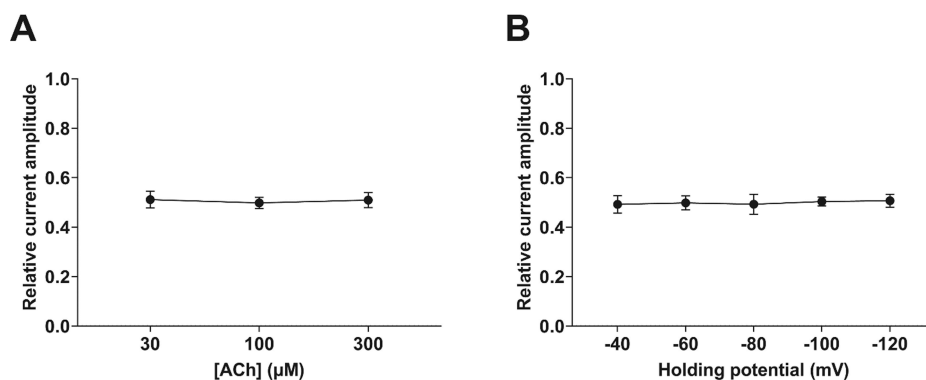 A
Relative current amplitude
1.0
0.8
0.6
0.4
0.2
0.0
30 100 300
[ACh] (µM)
B
Relative current amplitude
1.0
0.8
0.6
0.4
0.2
0.0
-40 -60 -80 -100 -120
Holding potential (mV)